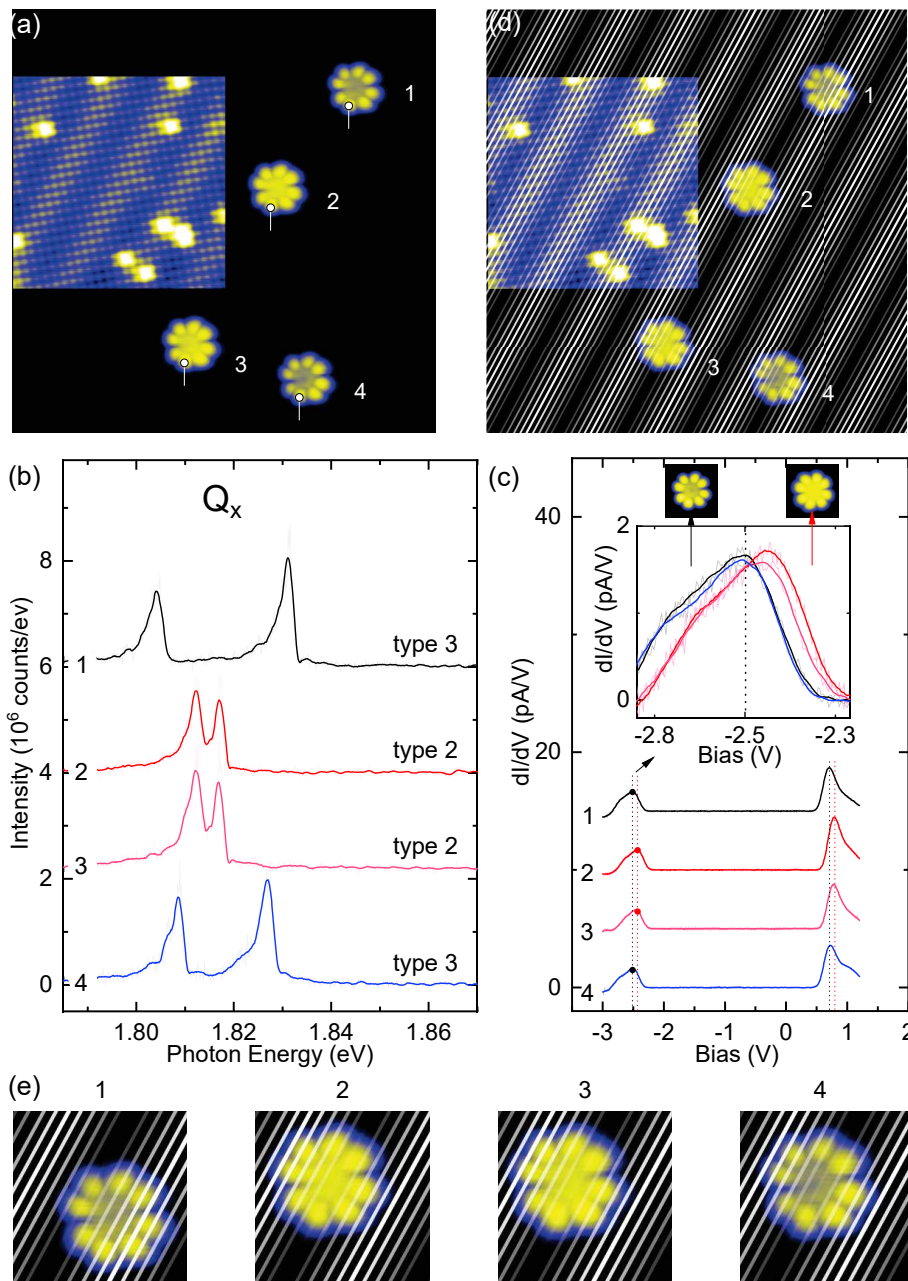 (a)
1
2
3
4
(d)
1
2
3
4
(b)
Qx
8
6
4
2
0
1
2
3
4
type 3
type 2
type 2
type 3
Intensity (10⁶ counts/ev)
1.80
1.82
1.84
1.86
Photon Energy (eV)
(c)
40
20
0
dI/dV (pA/V)
2
0
dI/dV (pA/V)
-2.8
-2.5
-2.3
Bias (V)
1
2
3
4
-3
-2
-1
0
1
2
Bias (V)
(e)
1
2
3
4